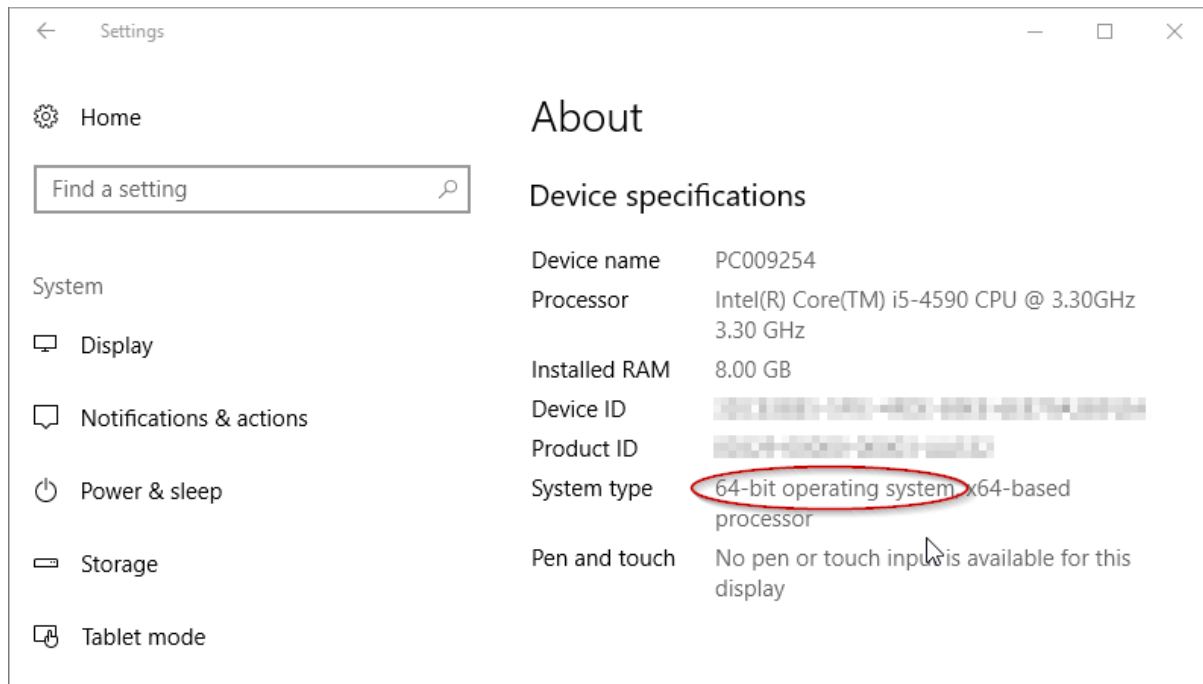 Settings
Home
Find a setting
System
Display
Notifications & actions
Power & sleep
Storage
Tablet mode
About
Device specifications
Device name PC009254
Processor Intel(R) Core(TM) i5-4590 CPU @ 3.30GHz
3.30 GHz
Installed RAM 8.00 GB
Device ID
Product ID
System type 64-bit operating system, x64-based
processor
Pen and touch No pen or touch input is available for this
display